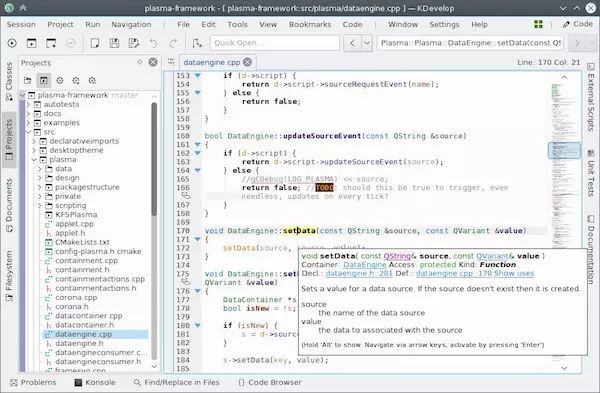 plasma-framework - [ plasma-framework:src/plasma/dataengine.cpp ] — KDevelop
Session Project Run Navigation File Edit Editor Tools View Bookmarks Code Window Settings Help Code
Quick Open...
Plasma::Plasma::DataEngine::setData(const QS
Projects
dataengine.cpp
Line: 170 Col: 21
Classes
Projects
Documents
Filesystem
External Scripts
Unit Tests
Documentation
plasma-framework master
autotests
docs
examples
src
declarativeimports
desktoptheme
plasma
data
design
packagestructure
private
scripting
KF5Plasma
applet.cpp
applet.h
CMakeLists.txt
config-plasma.h.cmake
containment.cpp
containment.h
containmentactions.cpp
containmentactions.h
corona.cpp
corona.h
datacontainer.cpp
datacontainer.h
dataengine.cpp
dataengine.h
dataengineconsumer.c...
dataengineconsumer.h
framesvg.cpp
153 if (d->script) {
154 return d->script->sourceRequestEvent(name);
155 } else {
156 return false;
157 }
158 }
159
160 bool DataEngine::updateSourceEvent(const QString &source)
161 {
162 if (d->script) {
163 return d->script->updateSourceEvent(source);
164 } else {
165 //qCDebug(LOG_PLASMA) << source;
166 return false; //TODO: should this be true to trigger, even
needless, updates on every tick?
167 }
168 }
169
170 void DataEngine::setData(const QString &source, const QVariant &value)
171 {
172 setData(source, source, value);
173 }
174
175 void DataEngine::set
QVariant &value)
176 {
177 DataContainer *s
178 bool isNew = !s;
179
180 if (isNew) {
181 s = d->sourc
182 }
183
184 s->setData(key, value);
185
void setData( const QString& source, const QVariant& value )
Container: DataEngine Access: protected Kind: Function
Decl.: dataengine.h :281 Def.: dataengine.cpp :170 Show uses
Sets a value for a data source. If the source doesn't exist then it is created.
source
the name of the data source
value
the data to associated with the source
(Hold 'Alt' to show. Navigate via arrow keys, activate by pressing 'Enter')
Problems Konsole Find/Replace in Files Code Browser